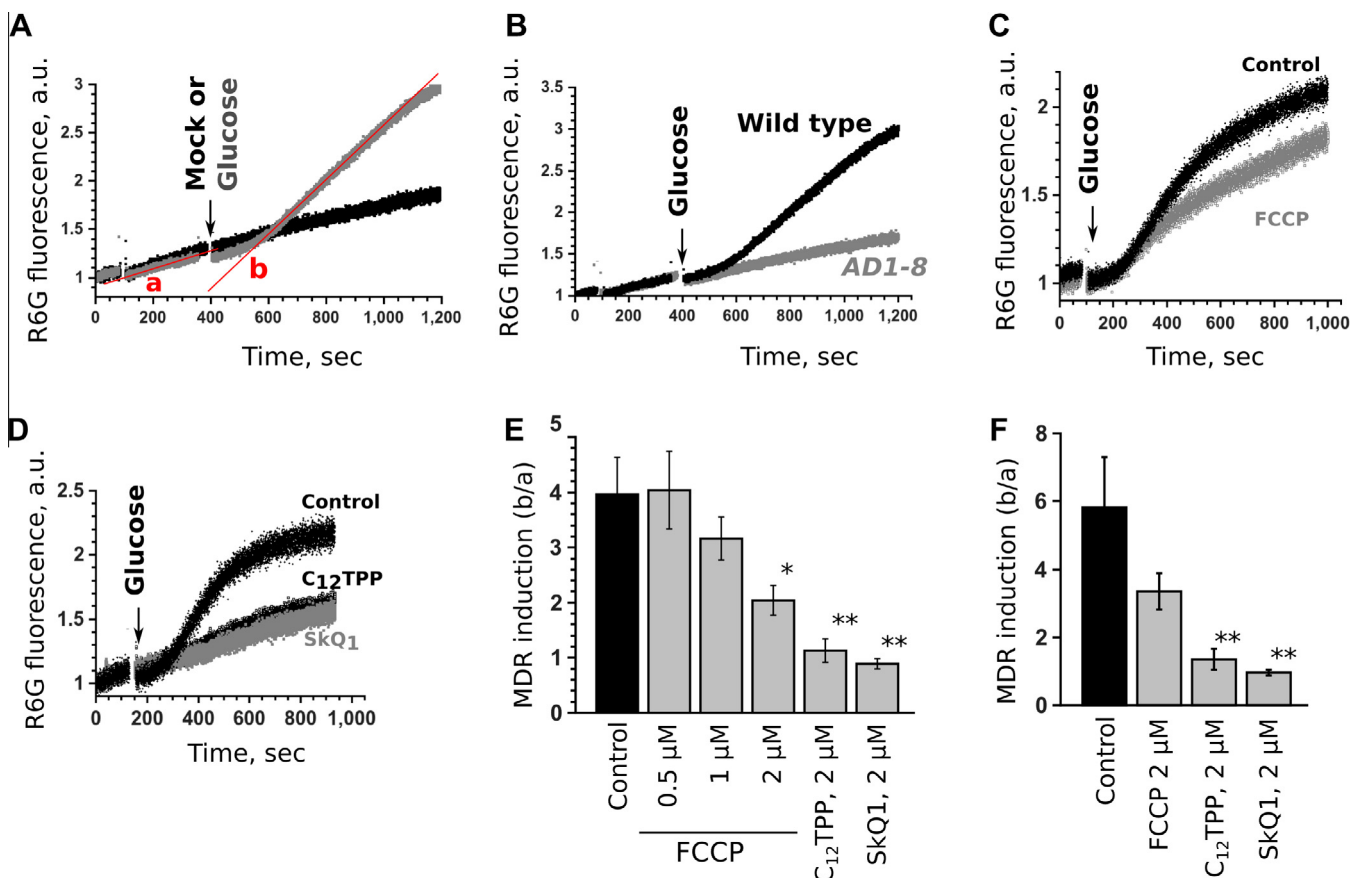 A
R6G fluorescence, a.u.
3
2.5
2
1.5
1
Mock or
Glucose
a
b
0 200 400 600 800 1,000 1,200
Time, sec
B
R6G fluorescence, a.u.
3.5
3
2.5
2
1.5
1
Glucose
Wild type
AD1-8
0 200 400 600 800 1,000 1,200
Time, sec
C
R6G fluorescence, a.u.
2
1.5
1
Glucose
Control
FCCP
0 200 400 600 800 1,000
Time, sec
D
R6G fluorescence, a.u.
2.5
2
1.5
1
Glucose
Control
C12TPP
SkQ1
0 200 400 600 800 1,000
Time, sec
E
MDR induction (b/a)
5
4
3
2
1
0
*
**
**
Control
0.5 µM
1 µM
2 µM
C12TPP, 2 µM
SkQ1, 2 µM
FCCP
F
MDR induction (b/a)
8
6
4
2
0
**
**
Control
FCCP 2 µM
C12TPP, 2 µM
SkQ1, 2 µM